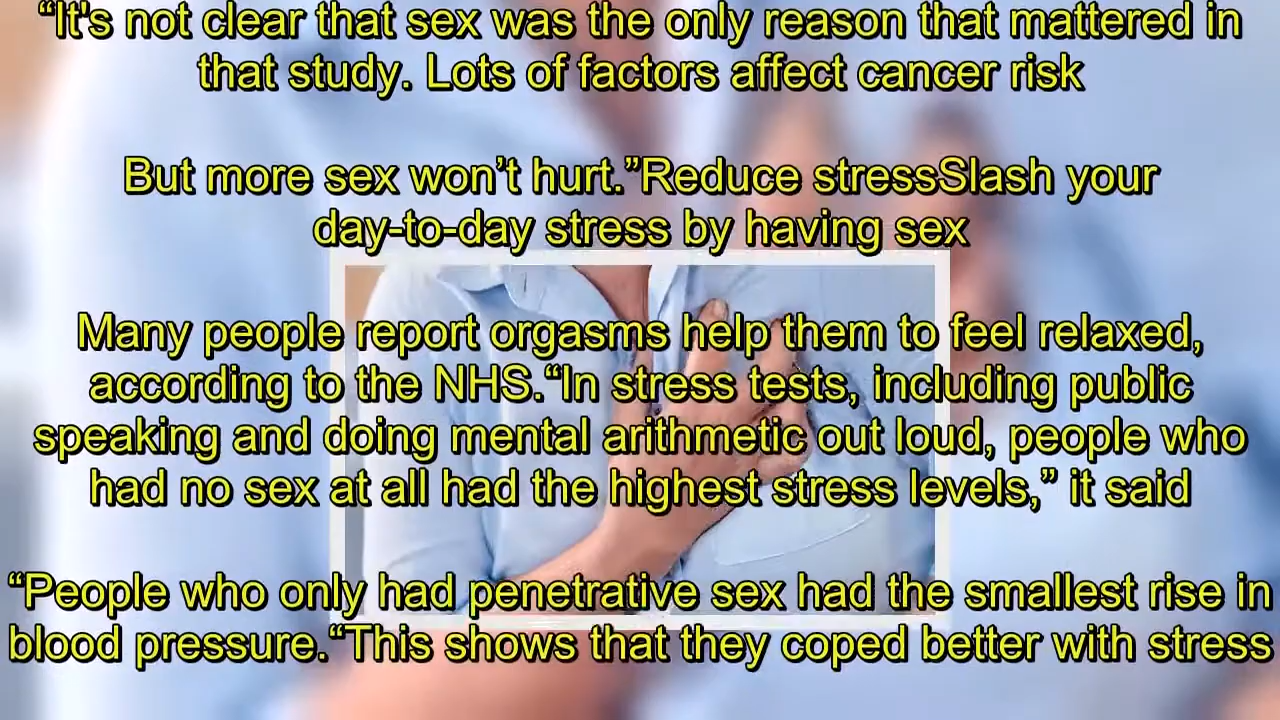 “It's not clear that sex was the only reason that mattered in
that study. Lots of factors affect cancer risk
But more sex won’t hurt.”Reduce stressSlash your
day-to-day stress by having sex
Many people report orgasms help them to feel relaxed,
according to the NHS.“In stress tests, including public
speaking and doing mental arithmetic out loud, people who
had no sex at all had the highest stress levels,” it said
“People who only had penetrative sex had the smallest rise in
blood pressure.“This shows that they coped better with stress